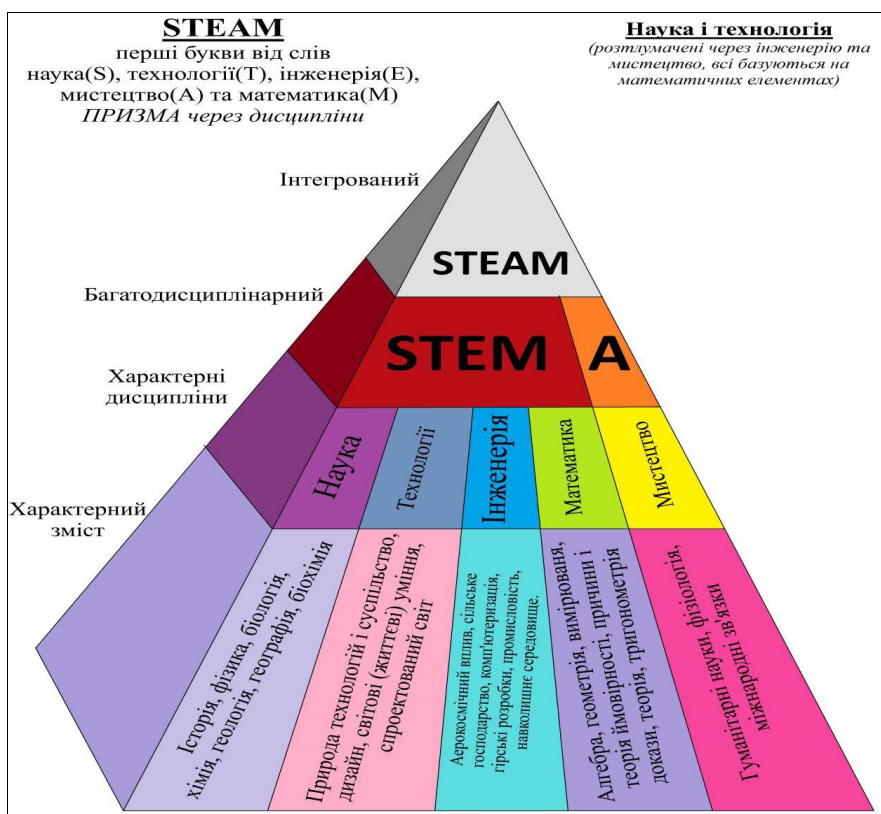 STEAM
перші букви від слів
наука(S), технології(T), інженерія(E),
мистецтво(A) та математика(M)
ПРИЗМА через дисципліни
Наука і технологія
(розтлумачені через інженерію та
мистецтво, всі базуються на
математичних елементах)
Інтегрований
STEAM
Багатодисциплінарний
STEM
A
Характерні
дисципліни
Наука
Технології
Інженерія
Математика
Мистецтво
Характерний
зміст
Історія, фізика, біологія,
хімія, геологія, географія, біохімія
Природа технологій і суспільство,
дизайн, світові (життєві) уміння,
спроектований світ
Аерокосмічний вплив, сільське
господарство, комп'ютеризація,
гірські розробки, промисловість,
навколишнє середовище.
Алгебра, геометрія, вимірюваня,
теорія ймовірності, причини і
докази, теорія, тригонометрія
Гуманітарні науки, фізіологія,
міжнародні зв'язки